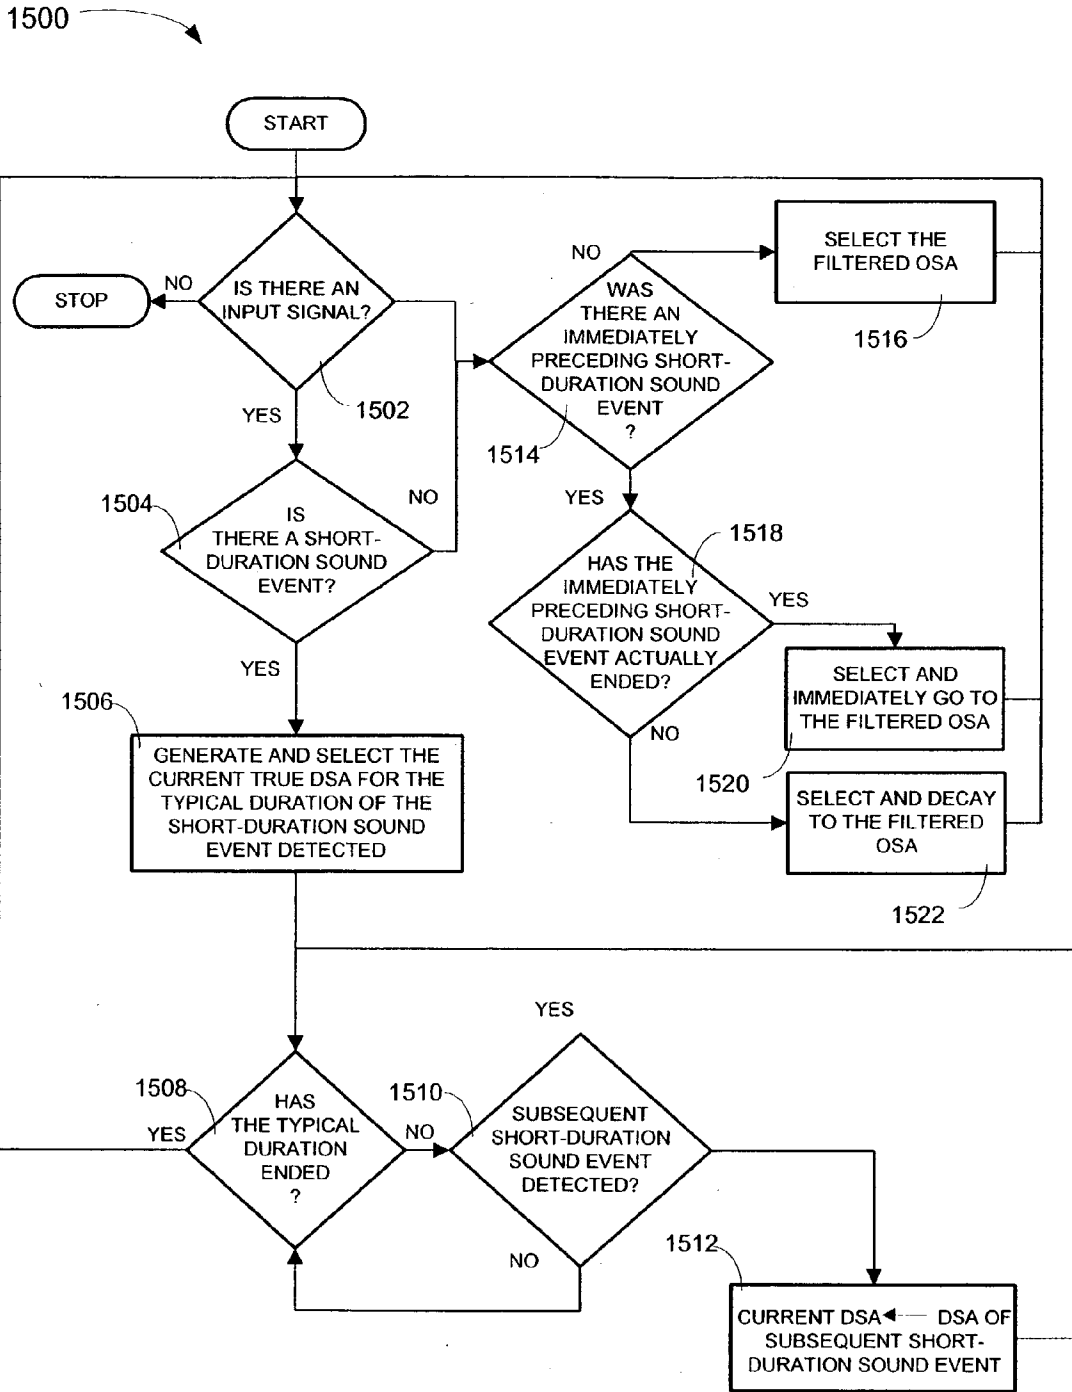 1500
START
IS THERE AN
INPUT SIGNAL?
NO
STOP
1502
YES
1504
IS
THERE A SHORT-
DURATION SOUND
EVENT?
NO
YES
1506
GENERATE AND SELECT THE
CURRENT TRUE DSA FOR THE
TYPICAL DURATION OF THE
SHORT-DURATION SOUND
EVENT DETECTED
NO
WAS
THERE AN
IMMEDIATELY
PRECEDING SHORT-
DURATION SOUND
EVENT
?
1514
SELECT THE
FILTERED OSA
1516
YES
HAS THE
IMMEDIATELY
PRECEDING SHORT-
DURATION SOUND
EVENT ACTUALLY
ENDED?
1518
YES
SELECT AND
IMMEDIATELY GO TO
THE FILTERED OSA
1520
NO
SELECT AND DECAY
TO THE FILTERED
OSA
1522
1508
HAS
THE TYPICAL
DURATION
ENDED
?
YES
NO
1510
YES
SUBSEQUENT
SHORT-DURATION
SOUND EVENT
DETECTED?
NO
1512
CURRENT DSA ◄— DSA OF
SUBSEQUENT SHORT-
DURATION SOUND EVENT